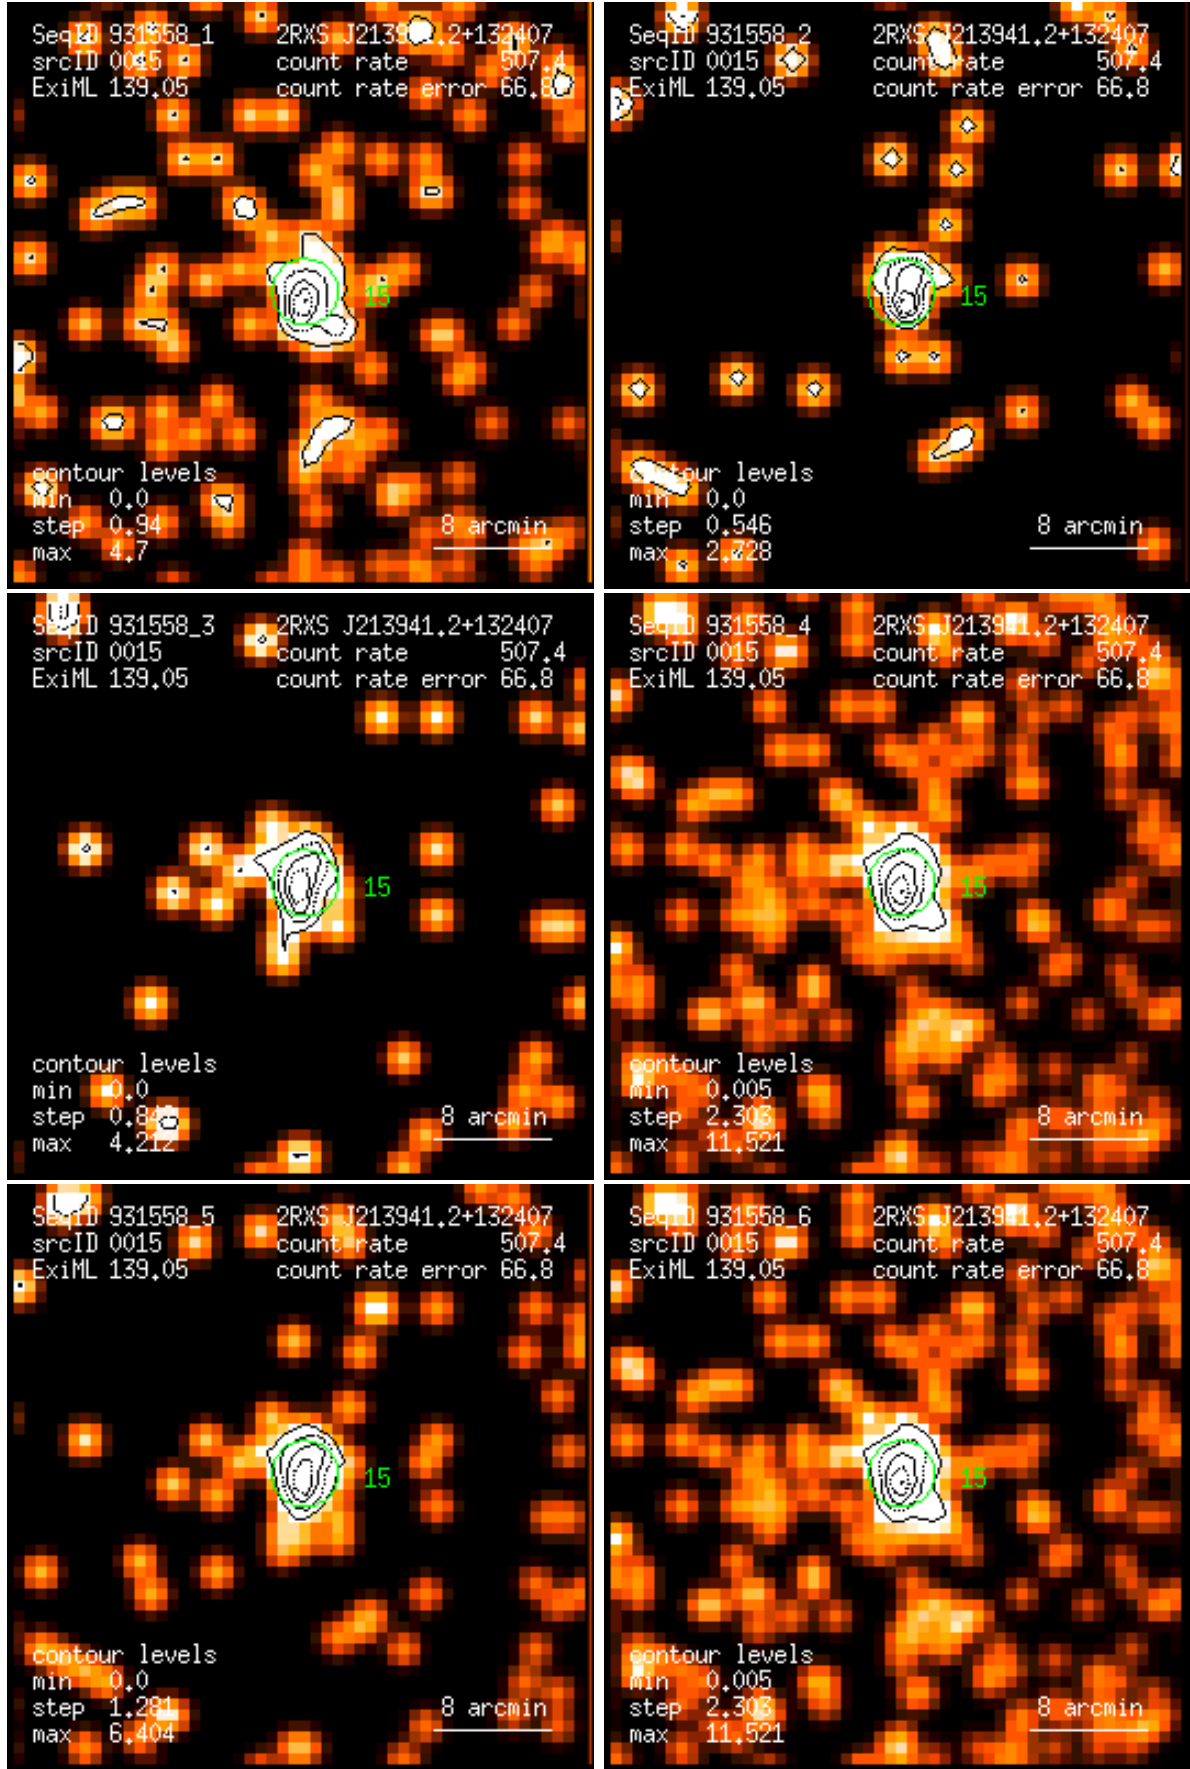 SeqID 931558_1 2RXS J213941.2+132407
srcID 0015 count rate 507.4
ExiML 139.05 count rate error 66.8
15
contour levels
min 0.0
step 0.94
max 4.7
8 arcmin
SeqID 931558_2 2RXS J213941.2+132407
srcID 0015 count rate 507.4
ExiML 139.05 count rate error 66.8
15
contour levels
min 0.0
step 0.546
max 2.728
8 arcmin
SeqID 931558_3 2RXS J213941.2+132407
srcID 0015 count rate 507.4
ExiML 139.05 count rate error 66.8
15
contour levels
min 0.0
step
max 4.212
8 arcmin
SeqID 931558_4 2RXS J213941.2+132407
srcID 0015 count rate 507.4
ExiML 139.05 count rate error 66.8
15
contour levels
min 0.005
step 2.303
max 11.521
8 arcmin
SeqID 931558_5 2RXS J213941.2+132407
srcID 0015 count rate 507.4
ExiML 139.05 count rate error 66.8
15
contour levels
min 0.0
step 1.281
max 6.404
8 arcmin
SeqID 931558_6 2RXS J213941.2+132407
srcID 0015 count rate 507.4
ExiML 139.05 count rate error 66.8
15
contour levels
min 0.005
step 2.303
max 11.521
8 arcmin